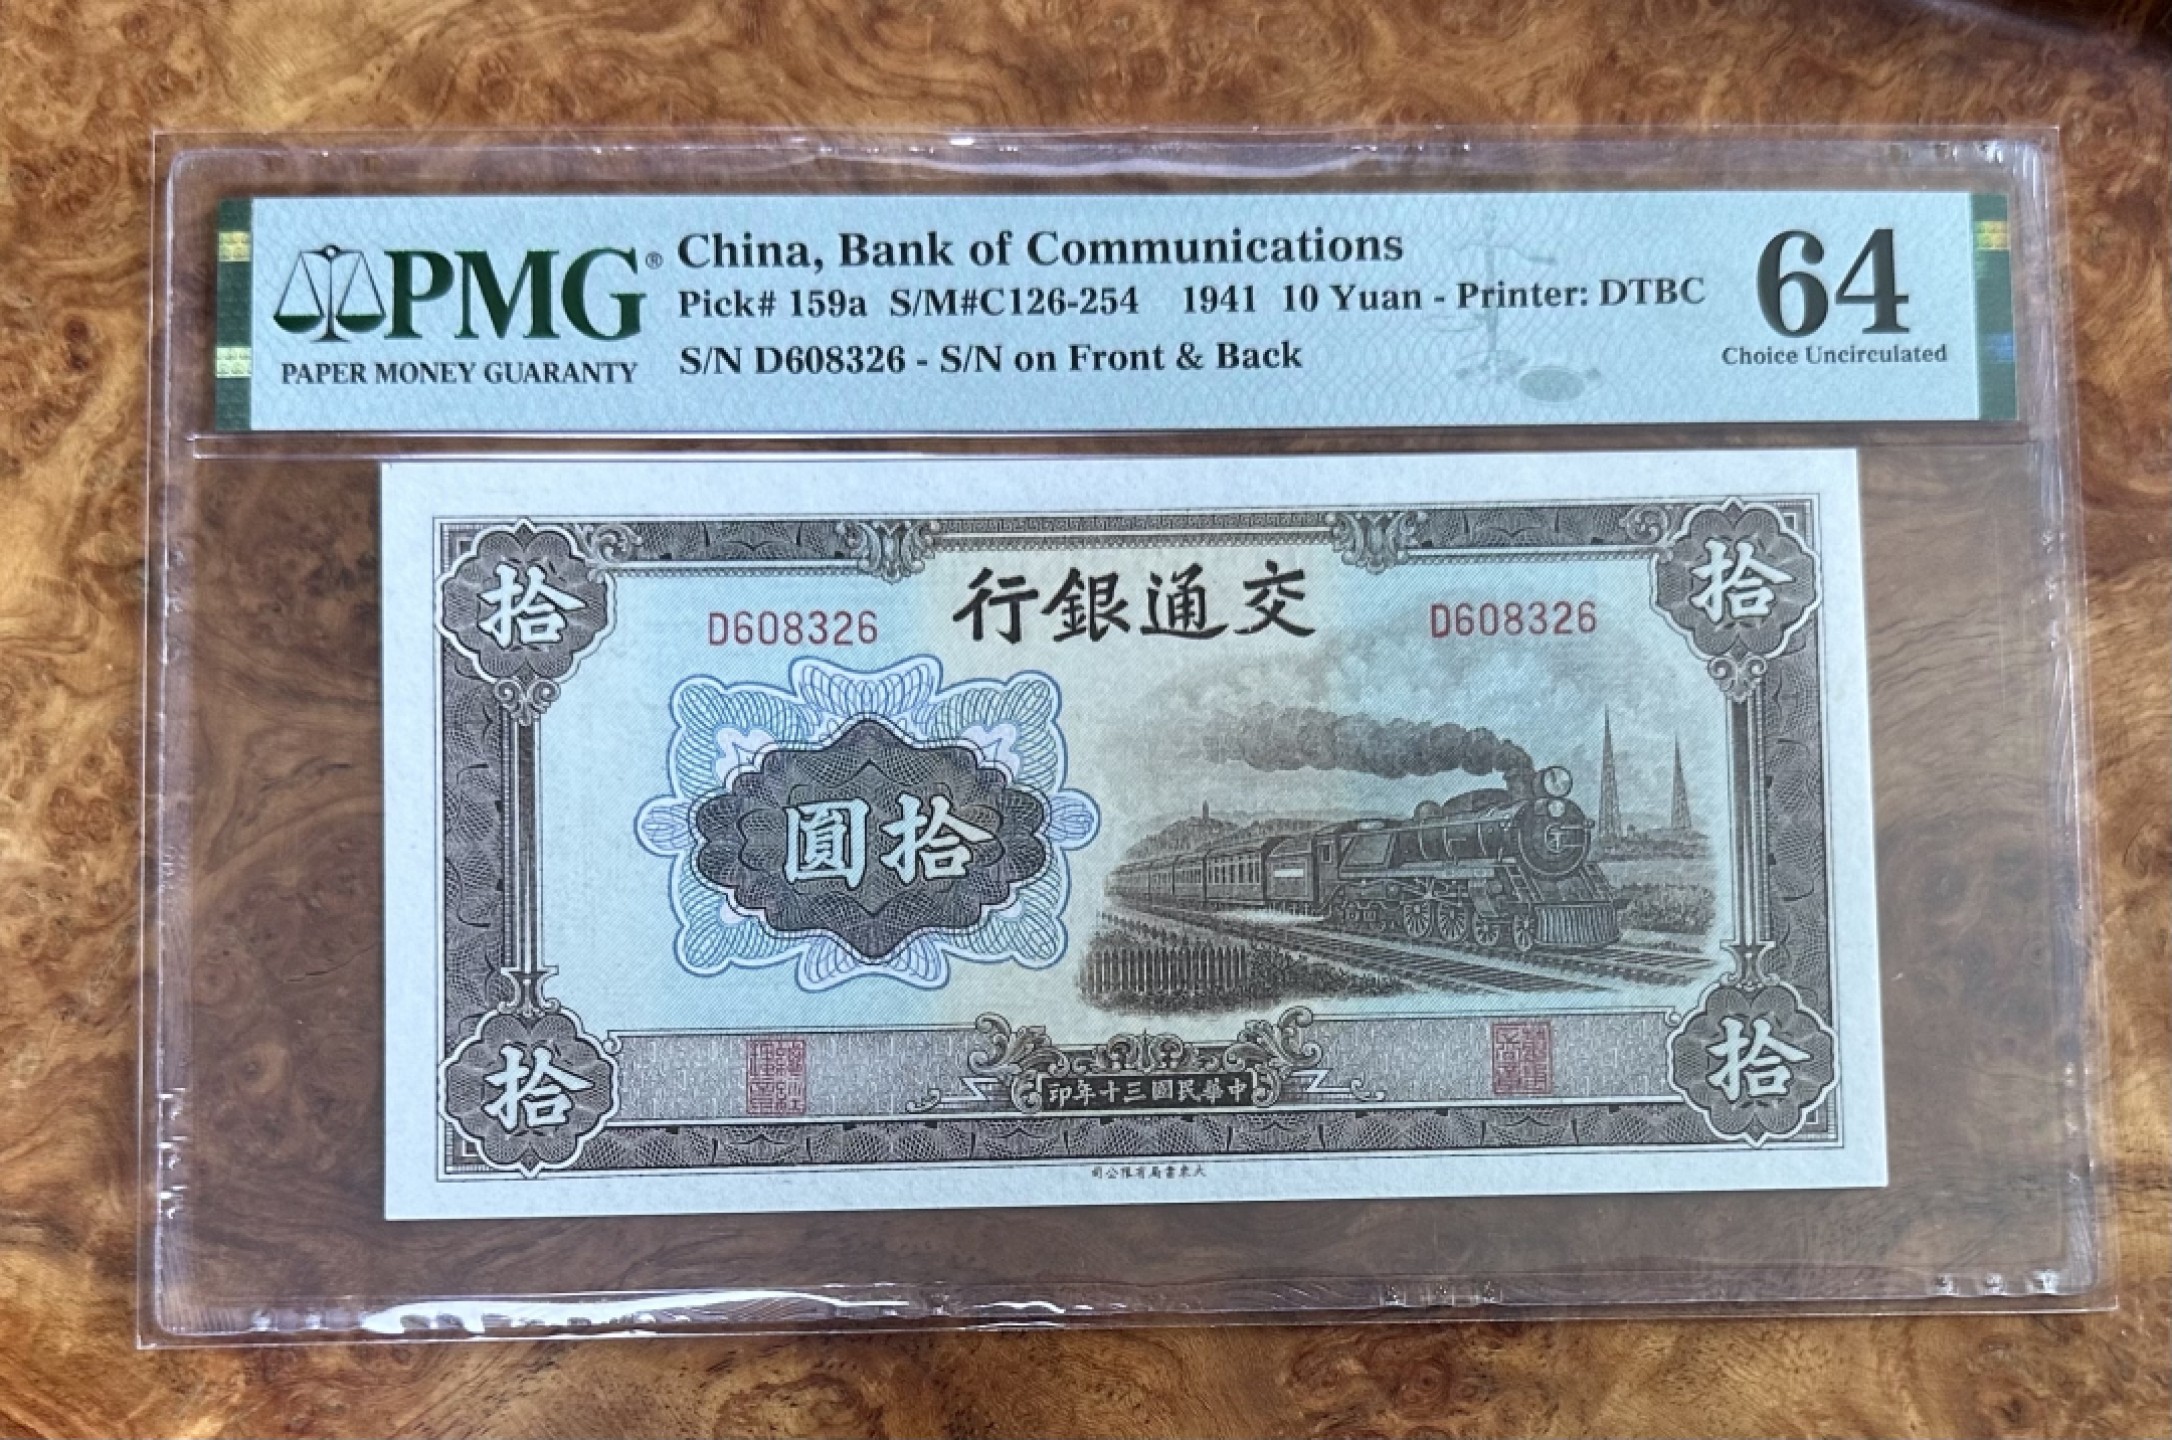 PMG®
PAPER MONEY GUARANTY
China, Bank of Communications
Pick# 159a S/M#C126-254 1941 10 Yuan - Printer: DTBC
S/N D608326 - S/N on Front & Back
64
Choice Uncirculated
拾
拾
行銀通交
D608326
D608326
圓拾
拾
拾
印年十三國民華中
司公限有局書東大